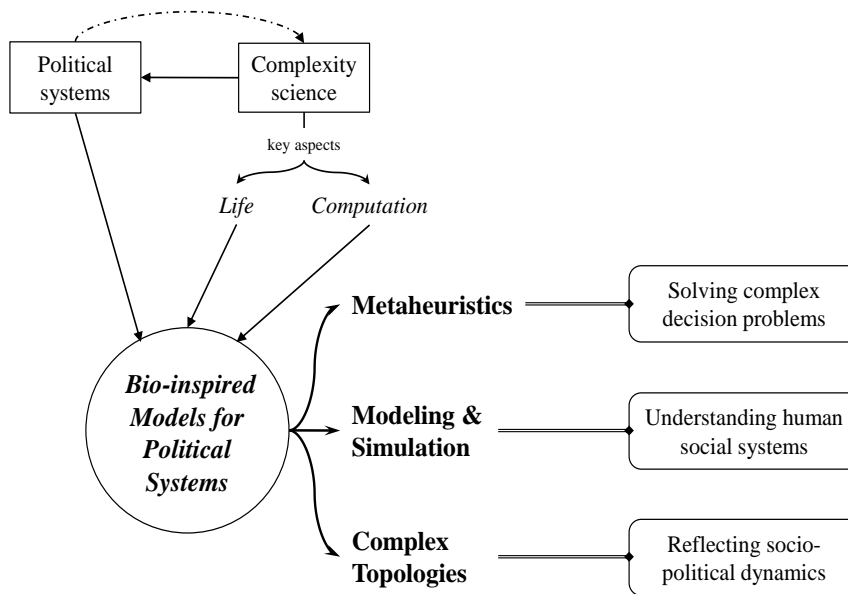 Political
systems
Complexity
science
key aspects
Life
Computation
Bio-inspired
Models for
Political
Systems
Metaheuristics
Solving complex
decision problems
Modeling &
Simulation
Understanding human
social systems
Complex
Topologies
Reflecting socio-
political dynamics